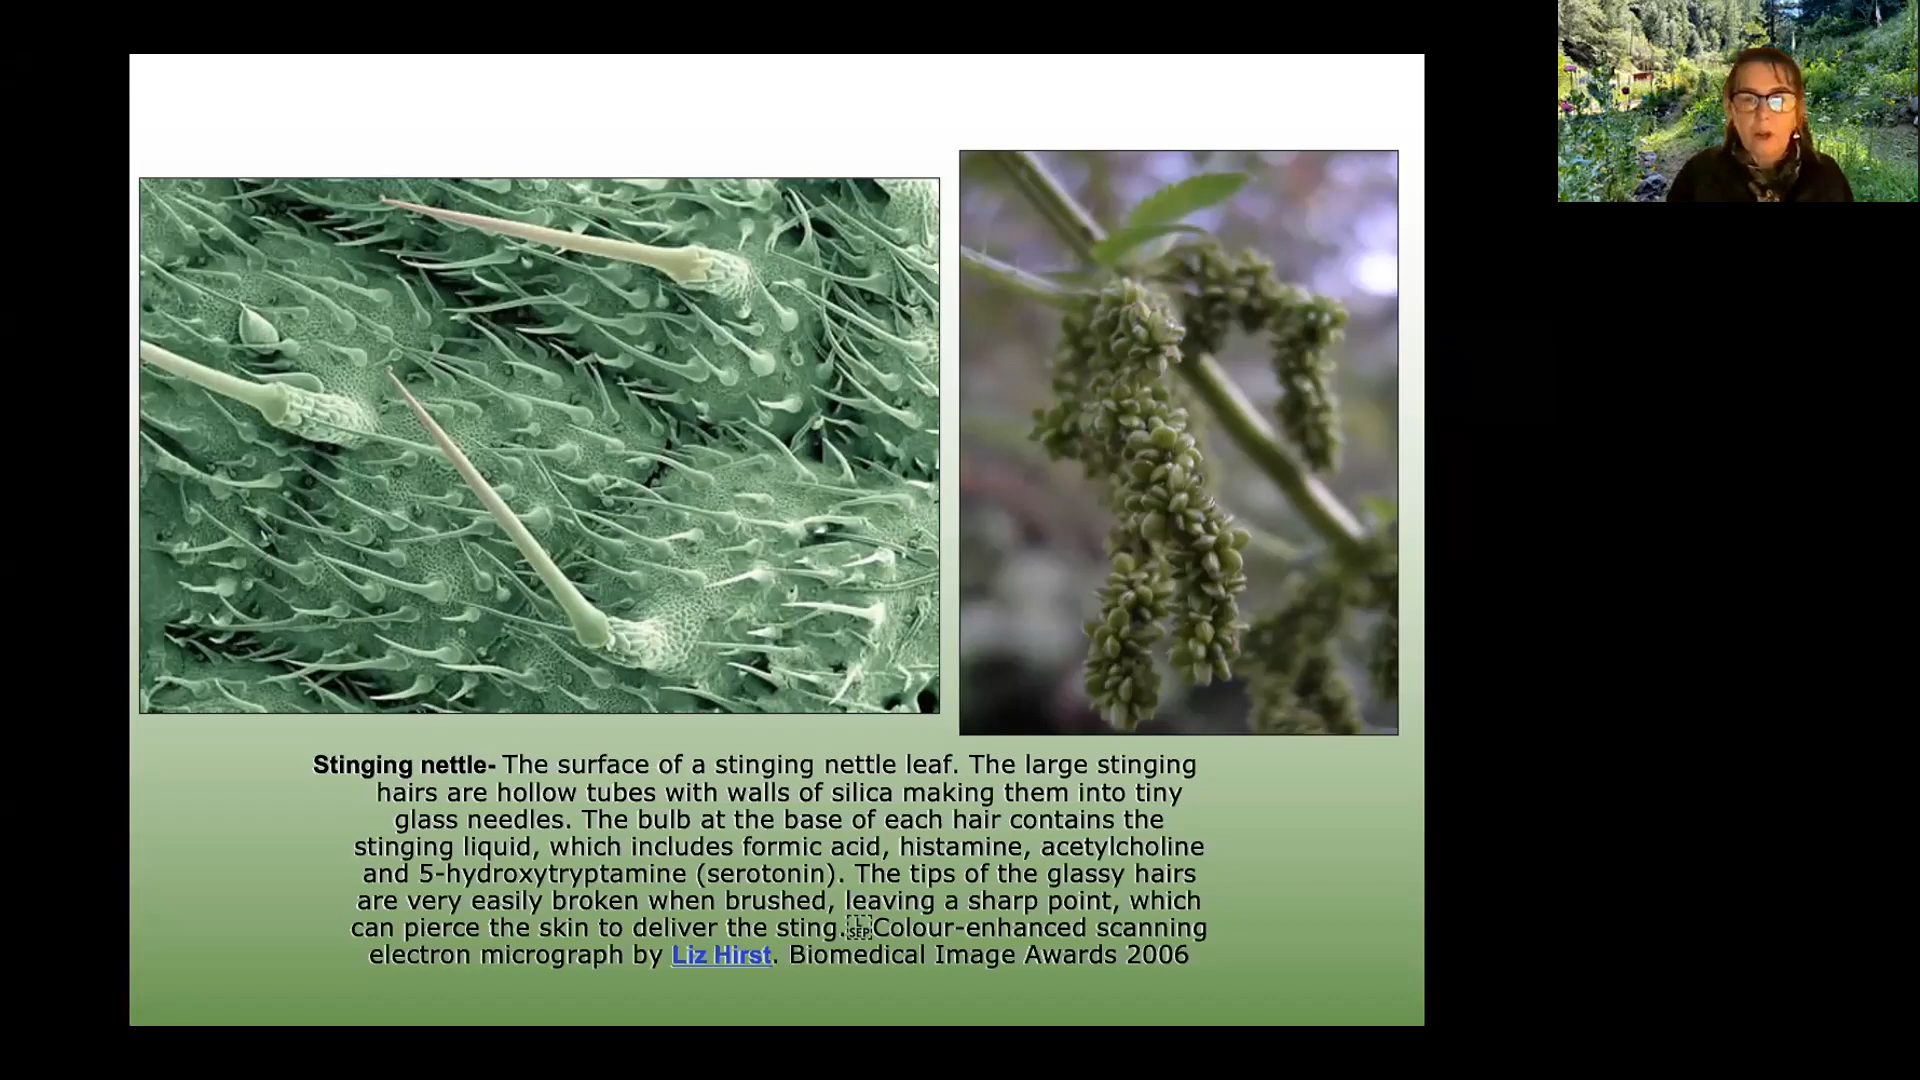 Stinging nettle- The surface of a stinging nettle leaf. The large stinging
hairs are hollow tubes with walls of silica making them into tiny
glass needles. The bulb at the base of each hair contains the
stinging liquid, which includes formic acid, histamine, acetylcholine
and 5-hydroxytryptamine (serotonin). The tips of the glassy hairs
are very easily broken when brushed, leaving a sharp point, which
can pierce the skin to deliver the sting.L SEP Colour-enhanced scanning
electron micrograph by Liz Hirst. Biomedical Image Awards 2006